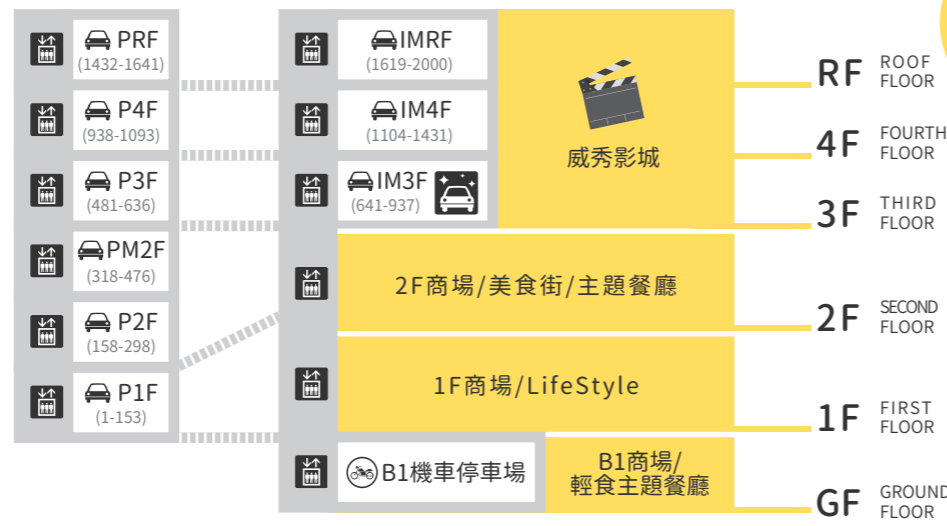 PRF
(1432-1641)
P4F
(938-1093)
P3F
(481-636)
PM2F
(318-476)
P2F
(158-298)
P1F
(1-153)
IMRF
(1619-2000)
IM4F
(1104-1431)
IM3F
(641-937)
威秀影城
2F商場/美食街/主題餐廳
1F商場/LifeStyle
B1機車停車場
B1商場/
輕食主題餐廳
RF ROOF
FLOOR
4F FOURTH
FLOOR
3F THIRD
FLOOR
2F SECOND
FLOOR
1F FIRST
FLOOR
GF GROUND
FLOOR